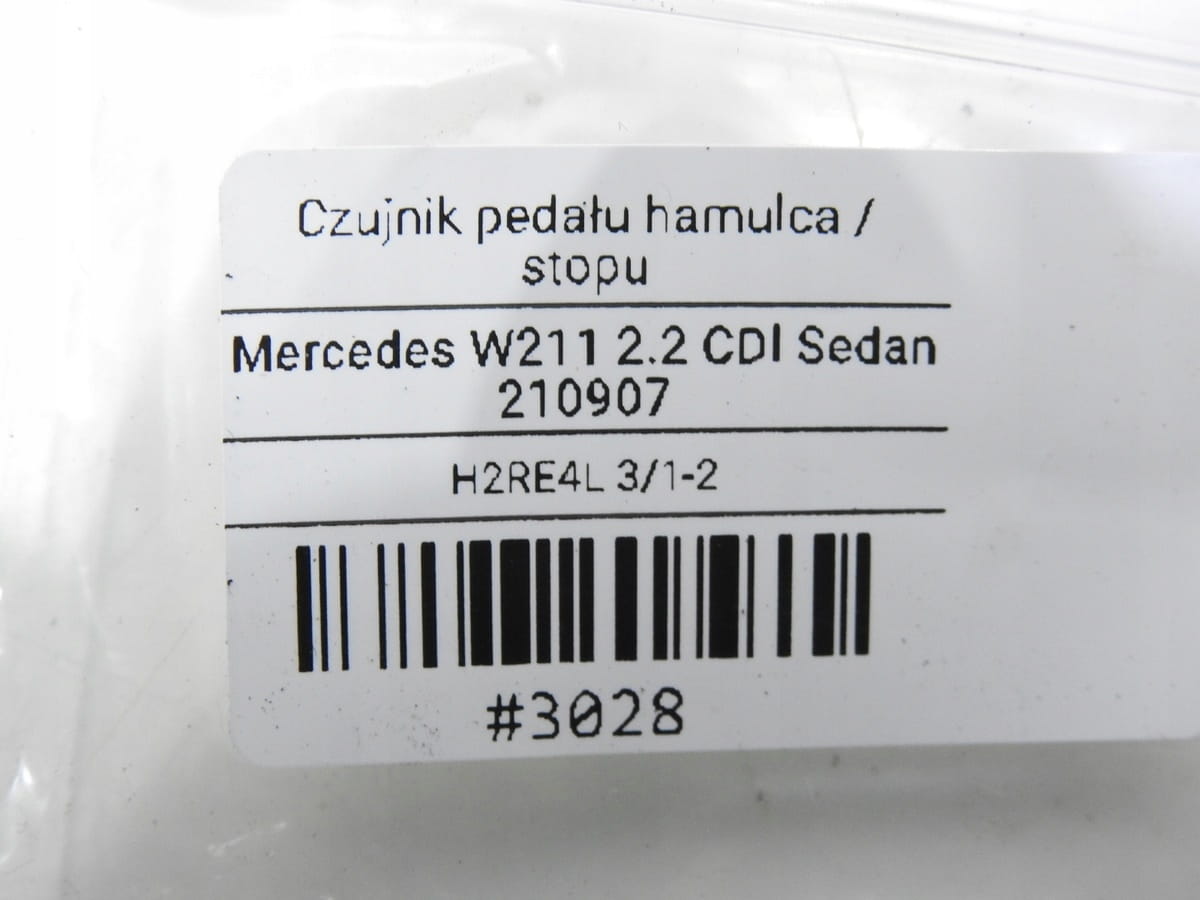 Czujnik pedału hamulca /
stopu
Mercedes W211 2.2 CDI Sedan
210907
H2RE4L 3/1-2
#3028